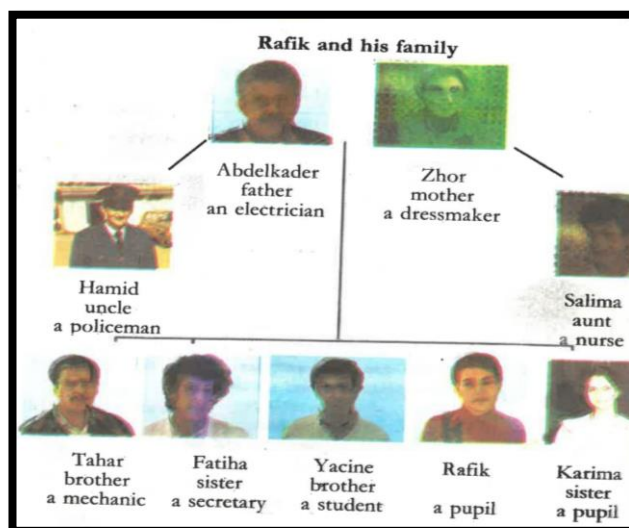 Rafik and his family
Abdelkader
father
an electrician
Zhor
mother
a dressmaker
Hamid
uncle
a policeman
Salima
aunt
a nurse
Tahar
brother
a mechanic
Fatiha
sister
a secretary
Yacine
brother
a student
Rafik
a pupil
Karima
sister
a pupil